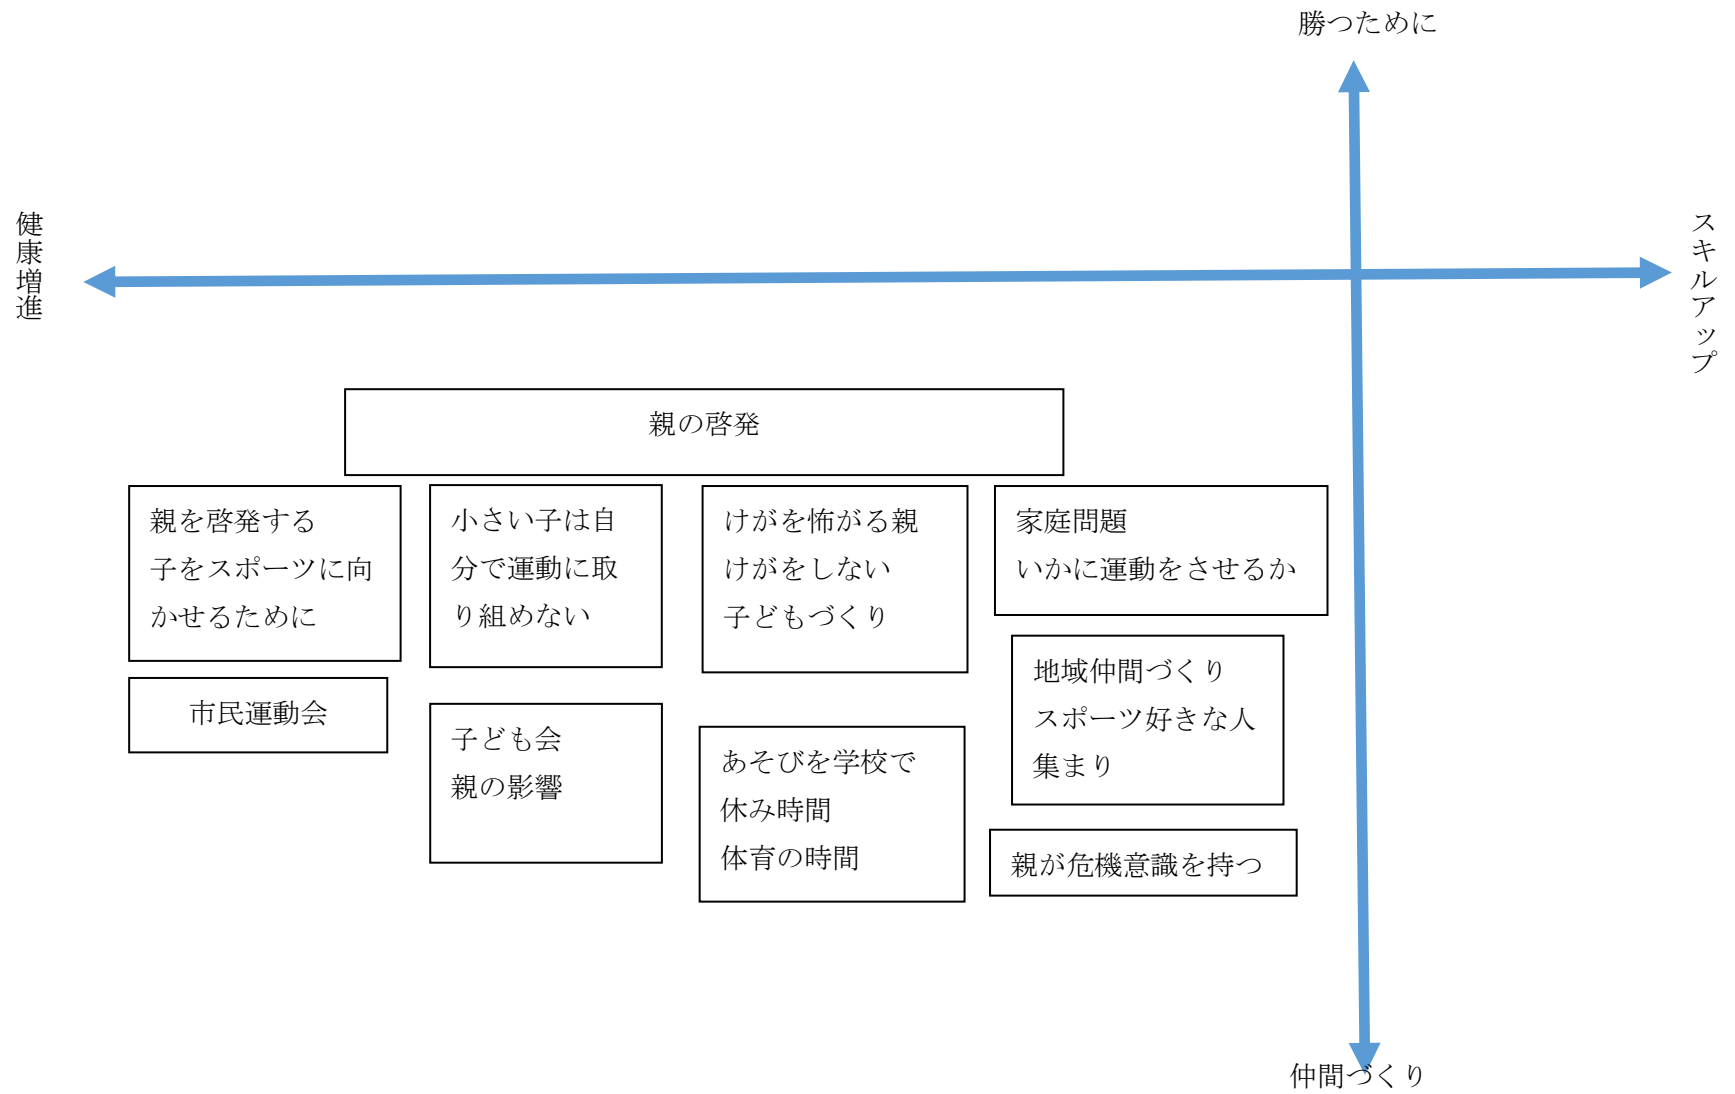 勝つために
健康増進
スキルアップ
親の啓発
親を啓発する
子をスポーツに向
かせるために
小さい子は自
分で運動に取
り組めない
けがを怖がる親
けがをしない
子どもづくり
家庭問題
いかに運動をさせるか
市民運動会
子ども会
親の影響
あそびを学校で
休み時間
体育の時間
地域仲間づくり
スポーツ好きな人
集まり
親が危機意識を持つ
仲間づくり